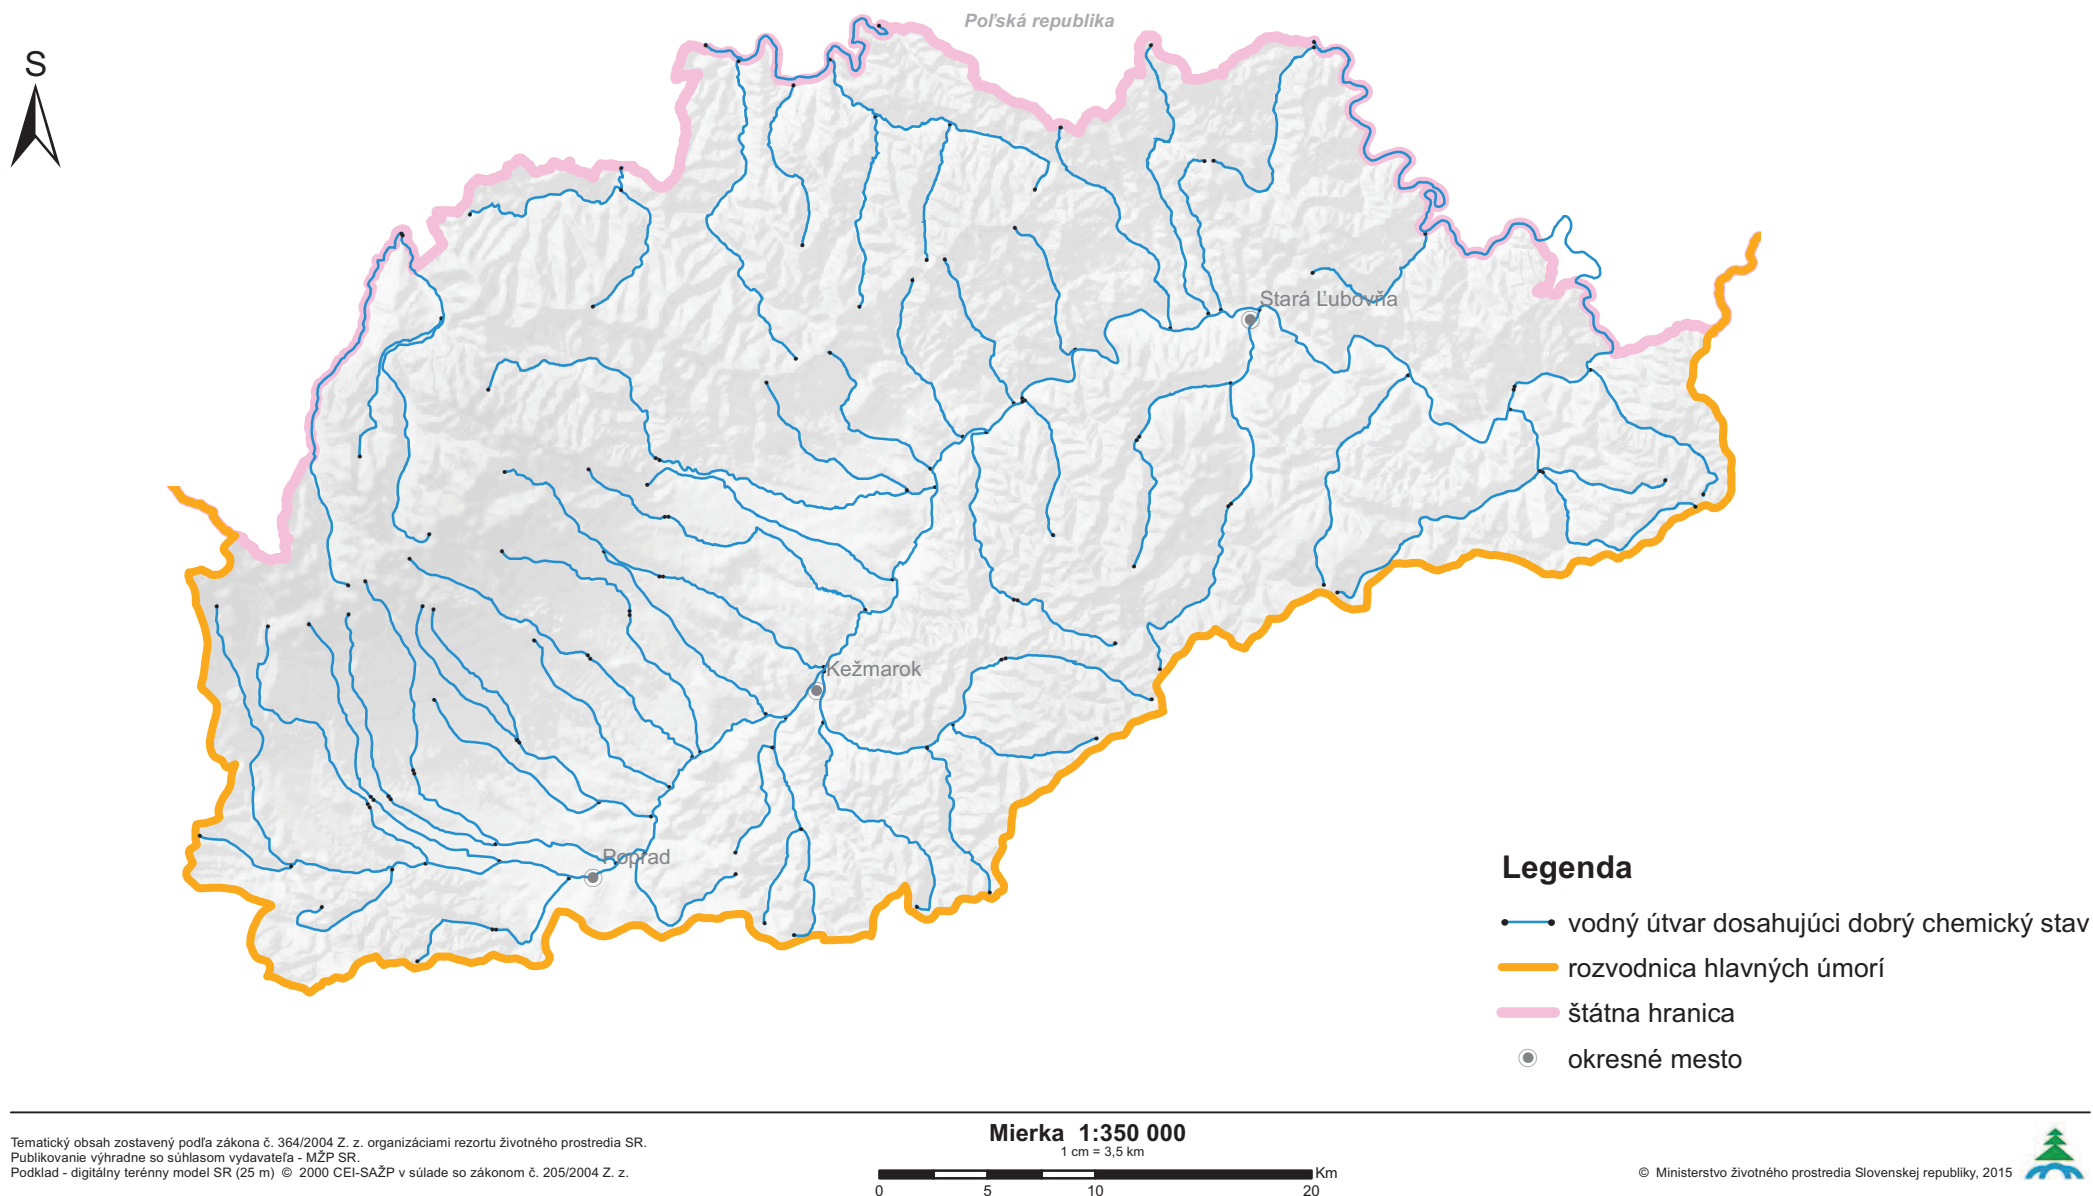 Poľská republika
S
Stará Ľubovňa
Kežmarok
Poprad
Legenda
vodný útvar dosahujúci dobrý chemický stav
rozvodnica hlavných úmorí
štátna hranica
okresné mesto
Tematický obsah zostavený podľa zákona č. 364/2004 Z. z. organizáciami rezortu životného prostredia SR.
Publikovanie výhradne so súhlasom vydavateľa - MŽP SR.
Podklad - digitálny terénny model SR (25 m) © 2000 CEI-SAŽP v súlade so zákonom č. 205/2004 Z. z.
Mierka 1:350 000
1 cm = 3,5 km
Km
0 5 10 20
© Ministerstvo životného prostredia Slovenskej republiky, 2015